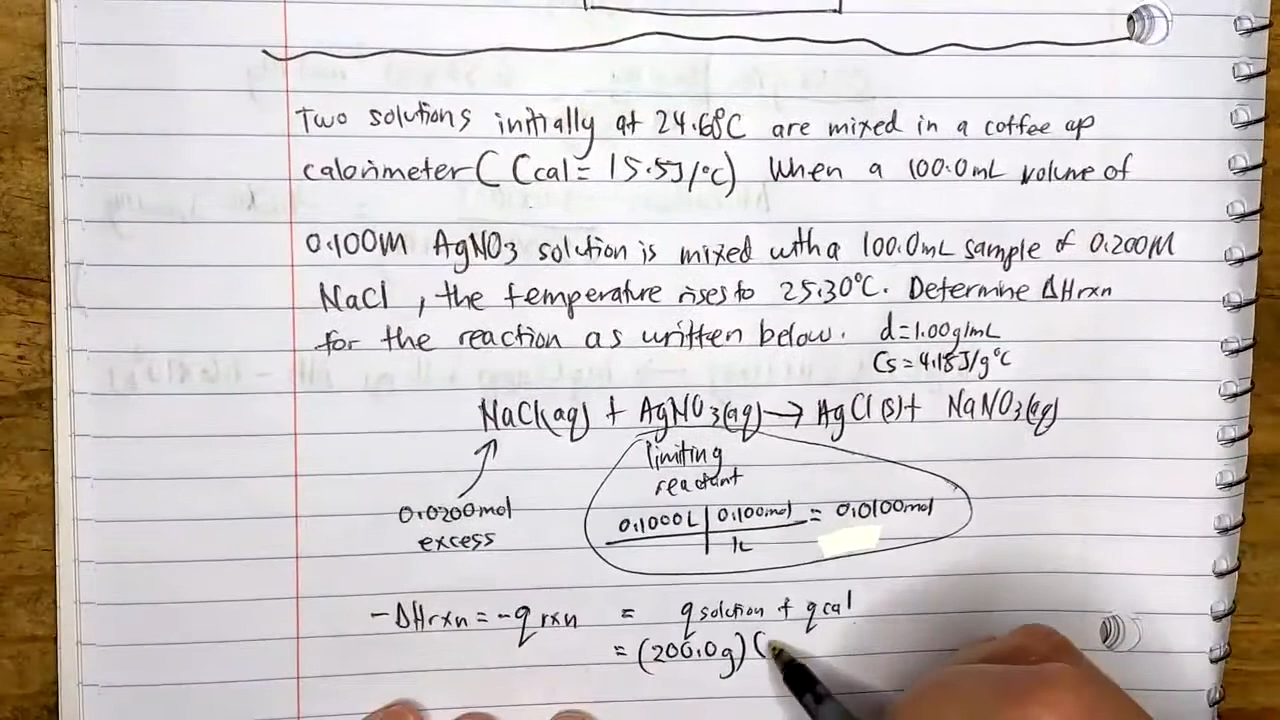 Two solutions initially at 24.68°C are mixed in a coffee cup
calorimeter (Ccal = 15.5J/°C) When a 100.0mL volume of
0.100M AgNO3 solution is mixed with a 100.0mL sample of 0.200M
NaCl, the temperature rises to 25.30°C. Determine ΔHrxn
for the reaction as written below. d=1.00g/mL
Cs=4.18J/g°C
NaCl(aq) + AgNO3(aq) → AgCl(s) + NaNO3(aq)
limiting
reactant
0.0200mol
excess
0.1000L | 0.100mol = 0.0100mol
1L
-ΔHrxn = -q rxn = q solution + q cal
= (200.0g) (